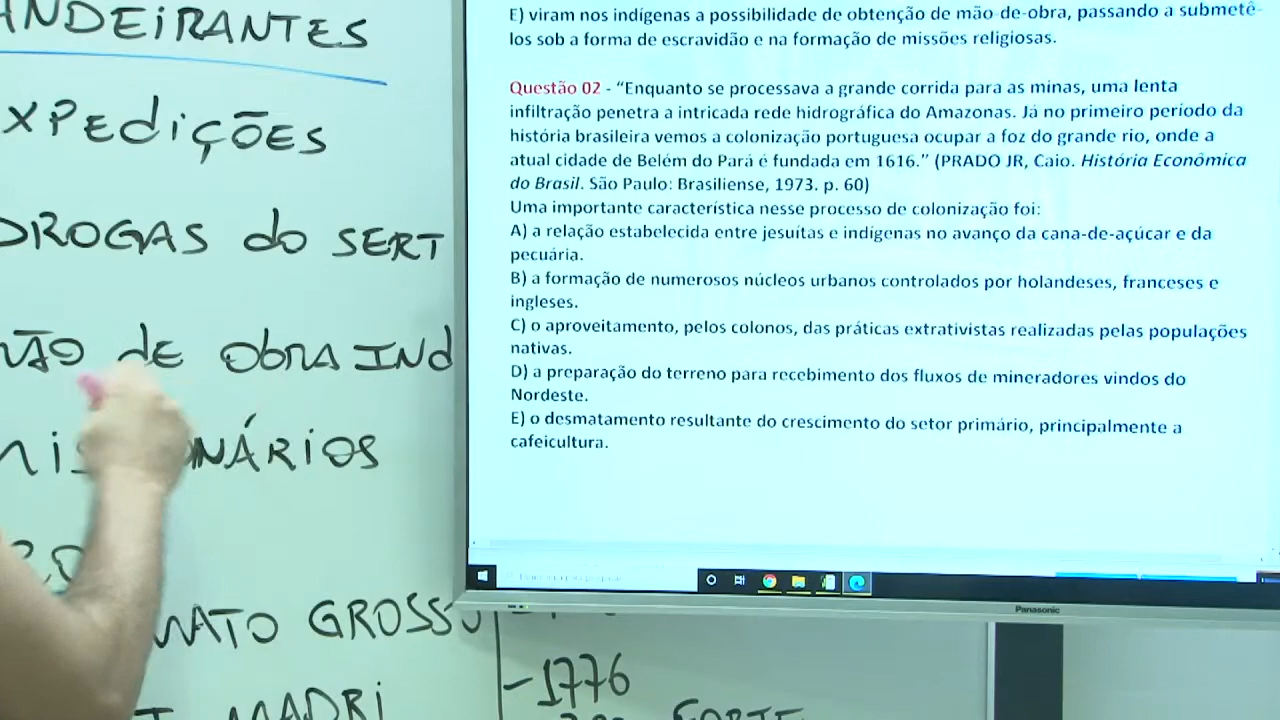 ANDEIRANTES
XPEdiÇÕES
DROGAS do SERT
MÃO dE ObRA INd
NÁRiOS
MATO GROSSO
MADRi
-1776
FORTE
E) viram nos indígenas a possibilidade de obtenção de mão-de-obra, passando a submetê-
los sob a forma de escravidão e na formação de missões religiosas.
Questão 02 - “Enquanto se processava a grande corrida para as minas, uma lenta
infiltração penetra a intricada rede hidrográfica do Amazonas. Já no primeiro período da
história brasileira vemos a colonização portuguesa ocupar a foz do grande rio, onde a
atual cidade de Belém do Pará é fundada em 1616.” (PRADO JR, Caio. História Econômica
do Brasil. São Paulo: Brasiliense, 1973. p. 60)
Uma importante característica nesse processo de colonização foi:
A) a relação estabelecida entre jesuítas e indígenas no avanço da cana-de-açúcar e da
pecuária.
B) a formação de numerosos núcleos urbanos controlados por holandeses, franceses e
ingleses.
C) o aproveitamento, pelos colonos, das práticas extrativistas realizadas pelas populações
nativas.
D) a preparação do terreno para recebimento dos fluxos de mineradores vindos do
Nordeste.
E) o desmatamento resultante do crescimento do setor primário, principalmente a
cafeicultura.
Panasonic